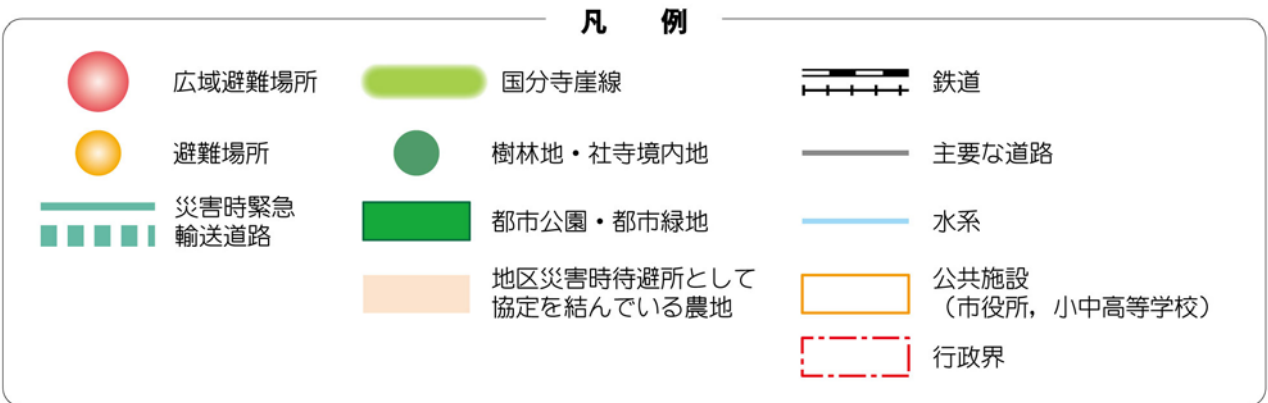 凡 例
広域避難場所
避難場所
災害時緊急
輸送道路
国分寺崖線
樹林地・社寺境内地
都市公園・都市緑地
地区災害時待避所として
協定を結んでいる農地
鉄道
主要な道路
水系
公共施設
（市役所，小中高等学校）
行政界